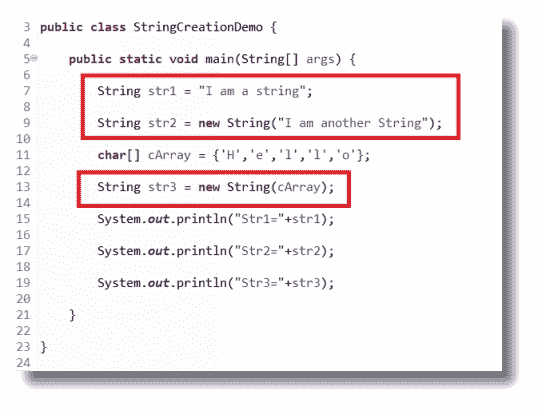 3 public class StringCreationDemo {
4
5 public static void main(String[] args) {
6
7 String str1 = "I am a string";
8
9 String str2 = new String("I am another String");
10
11 char[] cArray = {'H','e','l','l','o'};
12
13 String str3 = new String(cArray);
14
15 System.out.println("Str1="+str1);
16
17 System.out.println("Str2="+str2);
18
19 System.out.println("Str3="+str3);
20
21 }
22
23 }
24